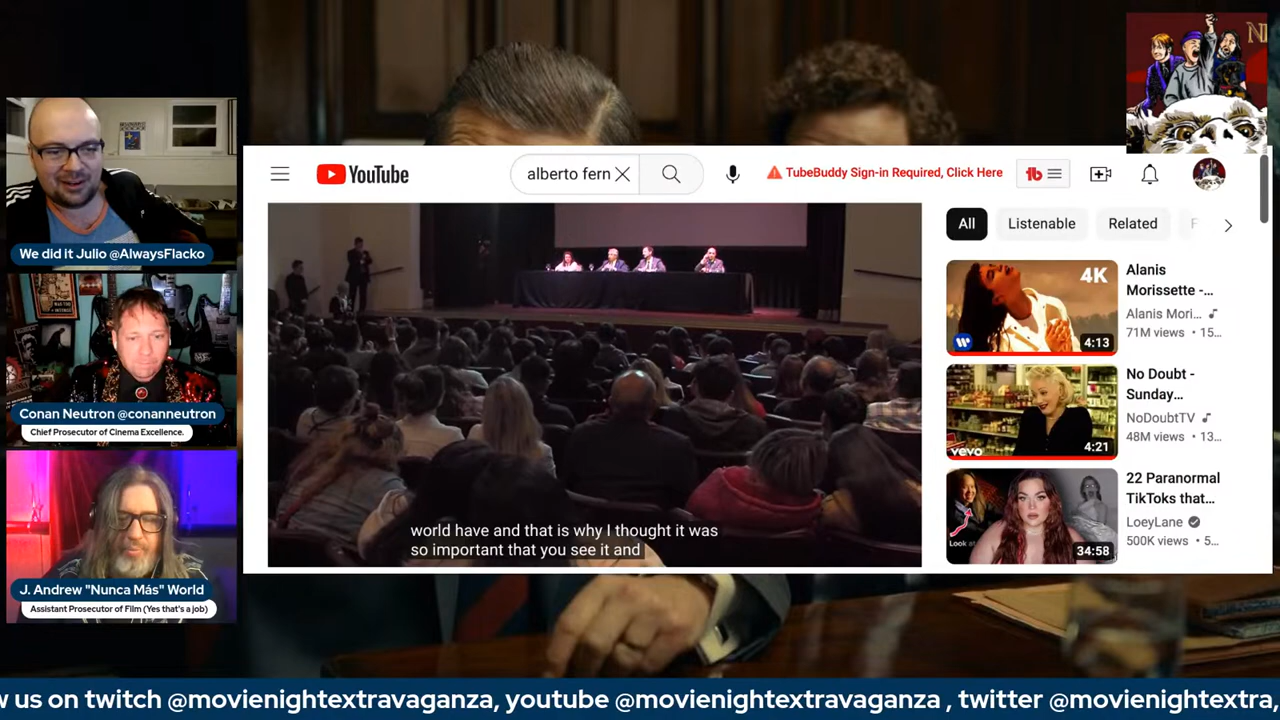 We did it Julio @AlwaysFlacko
Conan Neutron @conanneutron
Chief Prosecutor of Cinema Excellence.
J. Andrew "Nunca Más" World
Assistant Prosecutor of Film (Yes that's a job)
YouTube
alberto fern
TubeBuddy Sign-in Required, Click Here
tb
All
Listenable
Related
world have and that is why I thought it was
so important that you see it and
4K
4:13
Alanis
Morissette -...
Alanis Mori...
71M views • 15...
vevo
4:21
No Doubt -
Sunday...
NoDoubtTV
48M views • 13...
Look at
34:58
22 Paranormal
TikToks that...
LoeyLane
500K views • 5...
w us on twitch @movienightextravaganza, youtube @movienightextravaganza , twitter @movienightextra,